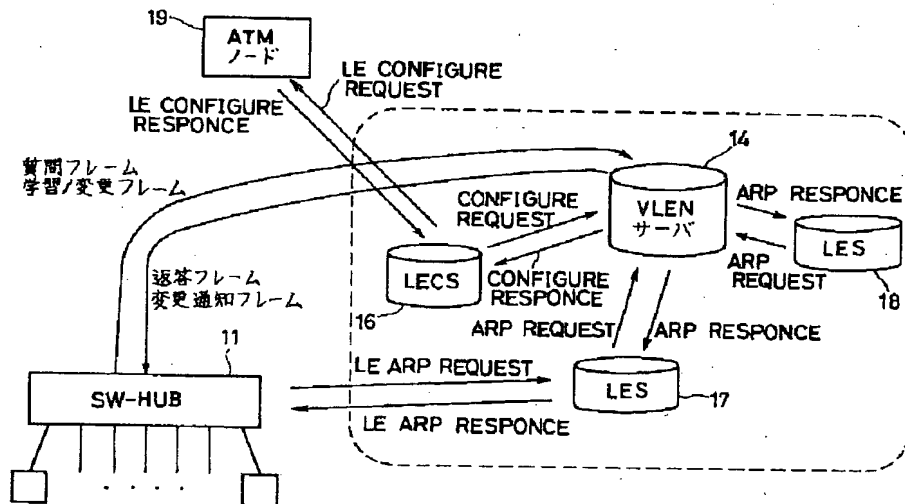 19
ATM
ノード
LE CONFIGURE
REQUEST
LE CONFIGURE
RESPONCE
質問フレーム
学習/変更フレーム
14
VLEN
サーバ
CONFIGURE
REQUEST
ARP RESPONCE
LES
ARP
REQUEST
18
LECS
16
CONFIGURE
RESPONCE
返答フレーム
変更通知フレーム
ARP REQUEST
ARP RESPONCE
11
SW-HUB
LE ARP REQUEST
LES
17
LE ARP RESPONCE